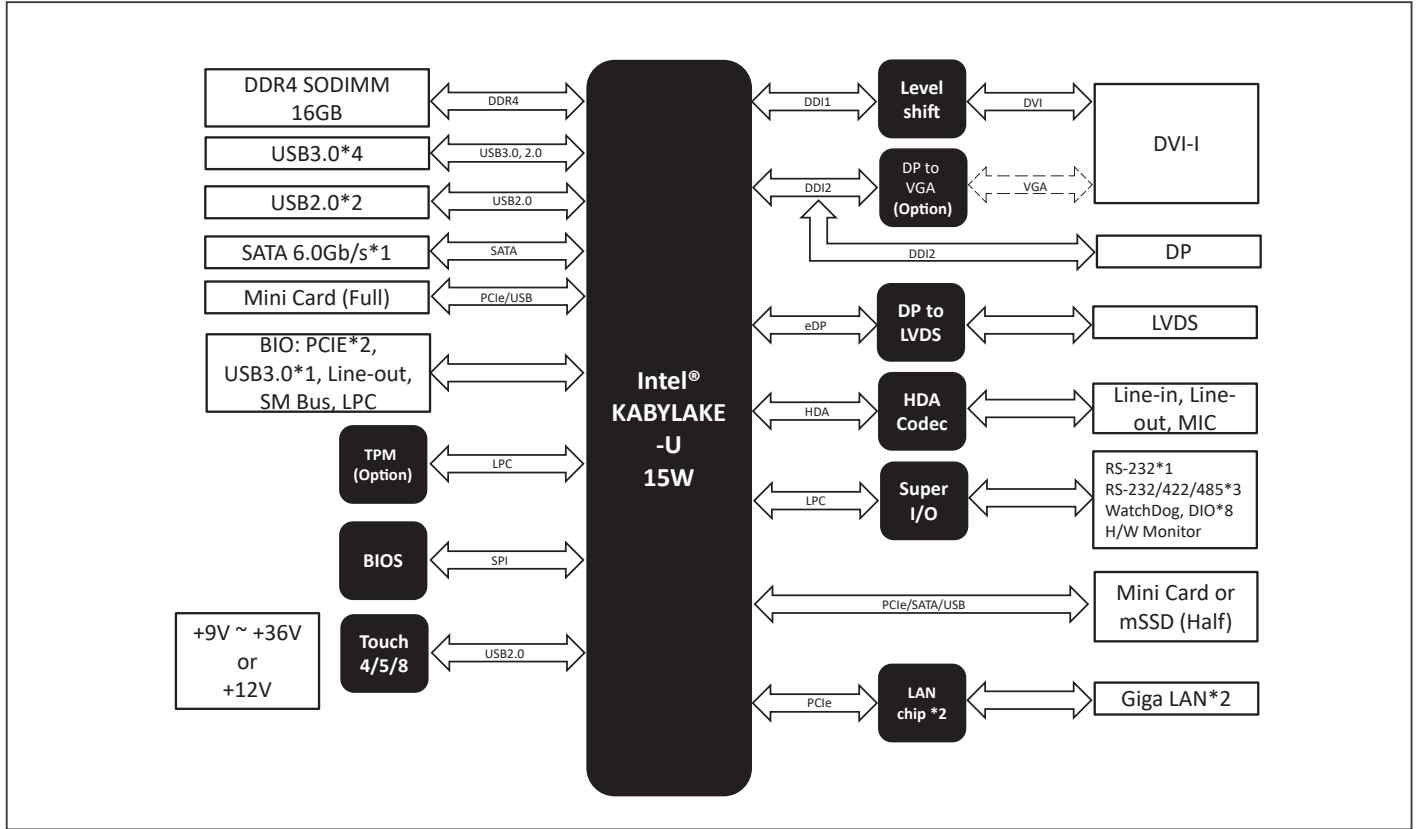 DDR4 SODIMM
16GB
DDR4
USB3.0*4
USB3.0, 2.0
USB2.0*2
USB2.0
SATA 6.0Gb/s*1
SATA
Mini Card (Full)
PCIe/USB
BIO: PCIE*2,
USB3.0*1, Line-out,
SM Bus, LPC
TPM
(Option)
LPC
BIOS
SPI
+9V ~ +36V
or
+12V
Touch
4/5/8
USB2.0
Intel®
KABYLAKE
-U
15W
DDI1
Level
shift
DVI
DVI-I
DDI2
DP to
VGA
(Option)
VGA
DDI2
DP
eDP
DP to
LVDS
LVDS
HDA
HDA
Codec
Line-in, Line-
out, MIC
LPC
Super
I/O
RS-232*1
RS-232/422/485*3
WatchDog, DIO*8
H/W Monitor
PCIe/SATA/USB
Mini Card or
mSSD (Half)
PCIe
LAN
chip *2
Giga LAN*2